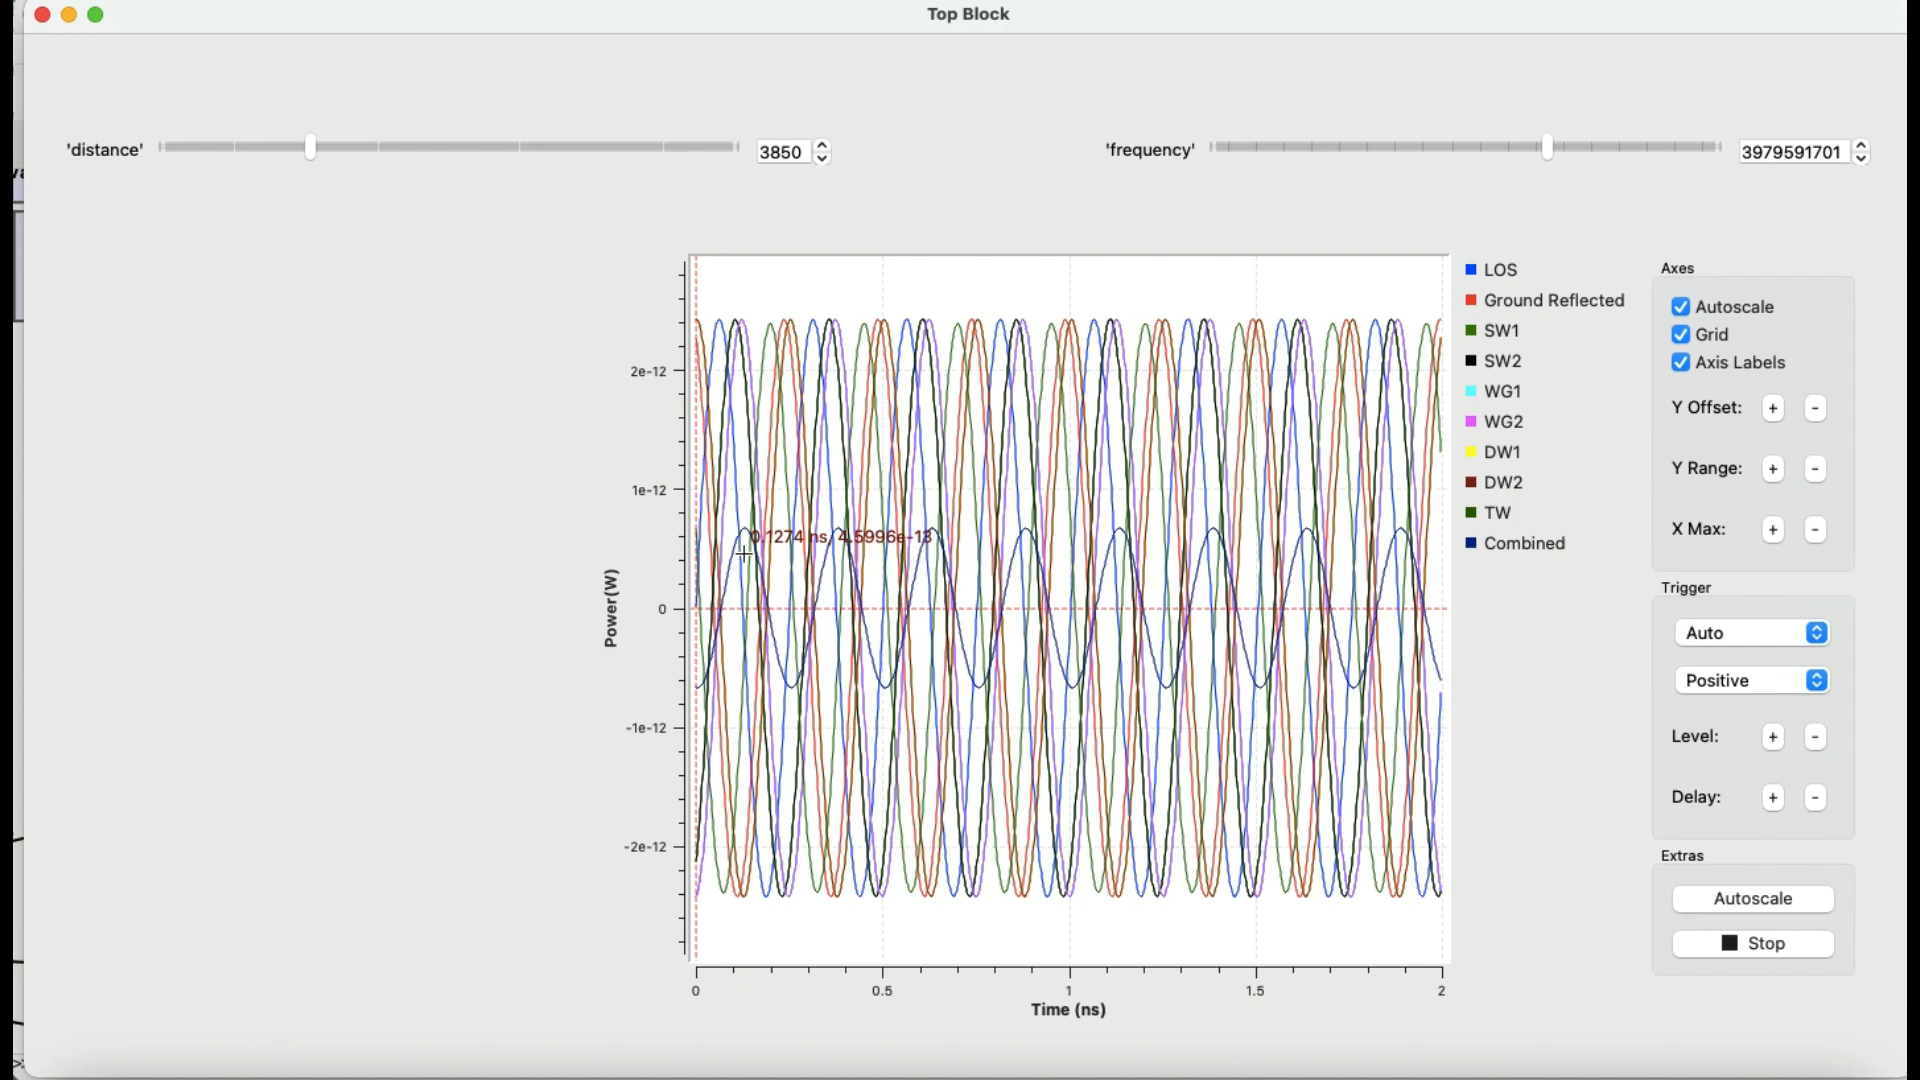 Top Block
'distance'
3850
'frequency'
3979591701
LOS
Ground Reflected
SW1
SW2
WG1
WG2
DW1
DW2
TW
Combined
2e-12
1e-12
0
-1e-12
-2e-12
Power(W)
0.1274 ns, 4.5996e-13
0
0.5
1
1.5
2
Time (ns)
Axes
Autoscale
Grid
Axis Labels
Y Offset: + -
Y Range: + -
X Max: + -
Trigger
Auto
Positive
Level: + -
Delay: + -
Extras
Autoscale
Stop